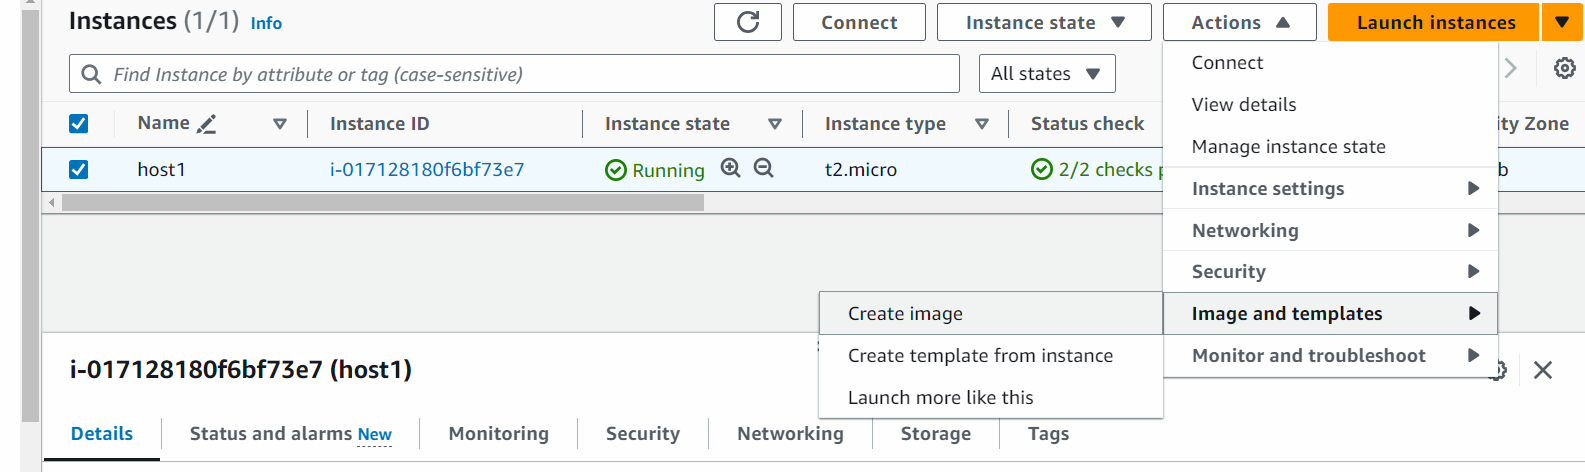 Instances (1/1) Info
Connect
Instance state
Actions
Launch instances
Find Instance by attribute or tag (case-sensitive)
All states
Connect
View details
Manage instance state
Instance settings
Networking
Security
Image and templates
Monitor and troubleshoot
Create image
Create template from instance
Launch more like this
Name Instance ID Instance state Instance type Status check ity Zone
host1 i-017128180f6bf73e7 Running t2.micro 2/2 checks p b
i-017128180f6bf73e7 (host1)
Details Status and alarms New Monitoring Security Networking Storage Tags